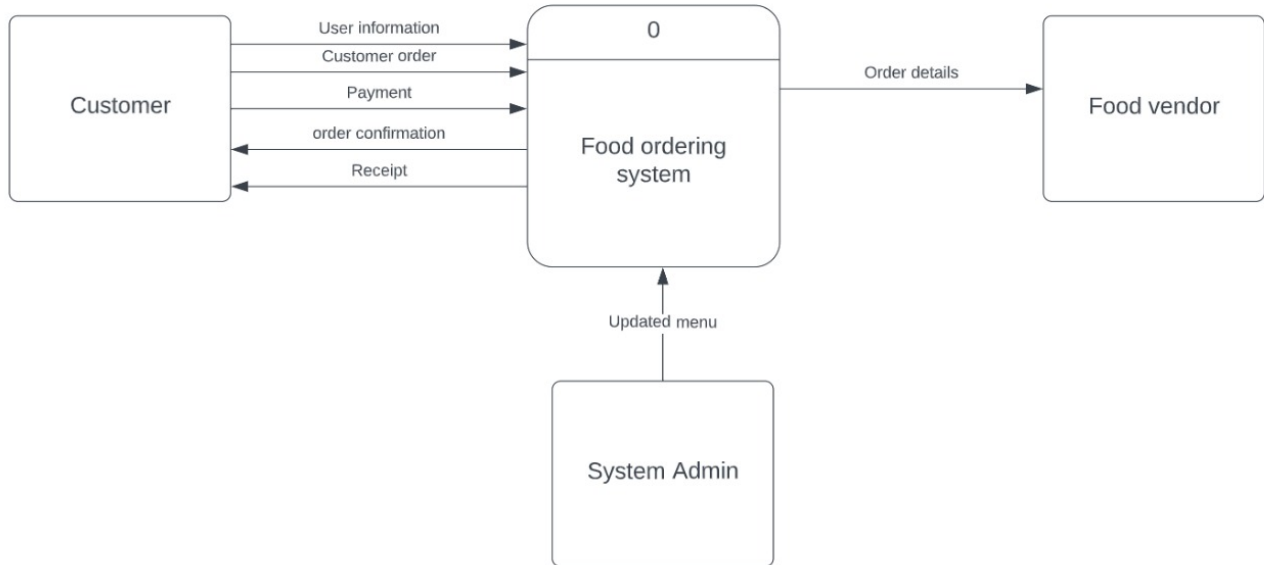 User information
Customer order
Payment
order confirmation
Receipt
Customer
0
Food ordering
system
Order details
Food vendor
Updated menu
System Admin